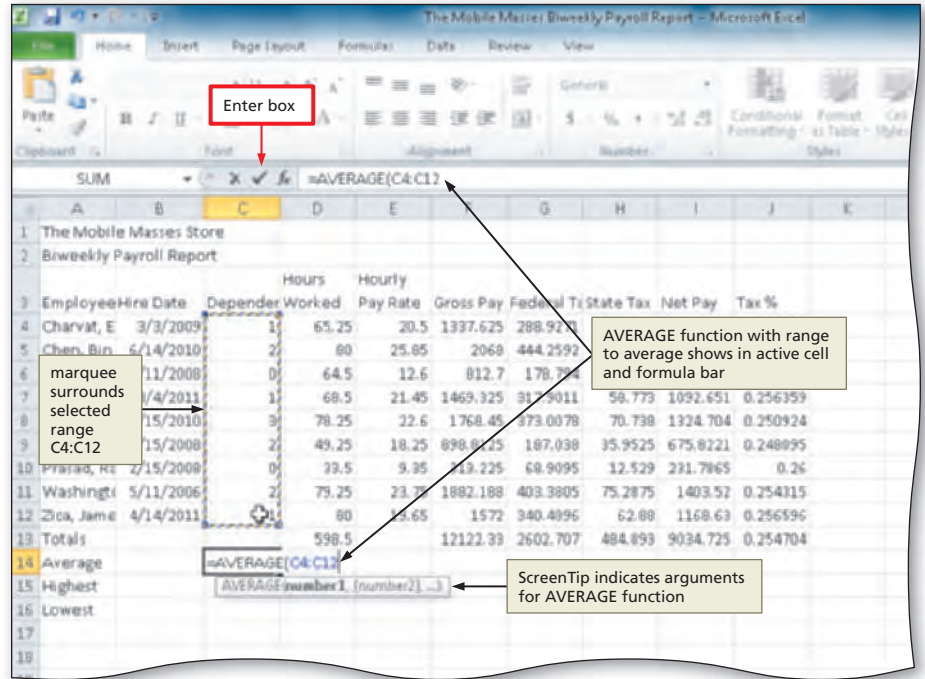 The Mobile Masses Biweekly Payroll Report - Microsoft Excel
File Home Insert Page Layout Formulas Data Review View
Enter box
Paste
B I U
General
$ %
Conditional Formatting
Format as Table
Cell Styles
Clipboard Font Alignment Number Styles
SUM =AVERAGE(C4:C12
A B C D E F G H I J K
1 The Mobile Masses Store
2 Biweekly Payroll Report
Hours Hourly
3 Employee Hire Date Depender Worked Pay Rate Gross Pay Federal Ta State Tax Net Pay Tax %
4 Charvat, E 3/3/2009 1 65.25 20.5 1337.625
5 Chen, Bin 6/14/2010 2 80 25.85 2068 444.2592
6 /11/2008 0 64.5 12.6 812.7 178.794
7 /4/2011 1 68.5 21.45 1469.325 317.9011 58.773 1092.651 0.256359
8 /15/2010 3 78.25 22.6 1768.45 373.0078 70.738 1324.704 0.250924
9 /15/2008 2 49.25 18.25 898.8125 187.038 35.9525 675.8221 0.248095
10 Prasad, Ra 2/15/2008 0 33.5 9.35 313.225 68.9095 12.529 231.7865 0.26
11 Washingt 5/11/2006 2 79.25 23.75 1882.188 403.3805 75.2875 1403.52 0.254315
12 Zica, Jame 4/14/2011 1 80 19.65 1572 340.4896 62.88 1168.63 0.256596
13 Totals 598.5 12122.33 2602.707 484.893 9034.725 0.254704
14 Average =AVERAGE(C4:C12
15 Highest AVERAGE(number1, [number2], ...)
16 Lowest
17
18
AVERAGE function with range
to average shows in active cell
and formula bar
marquee
surrounds
selected
range
C4:C12
ScreenTip indicates arguments
for AVERAGE function